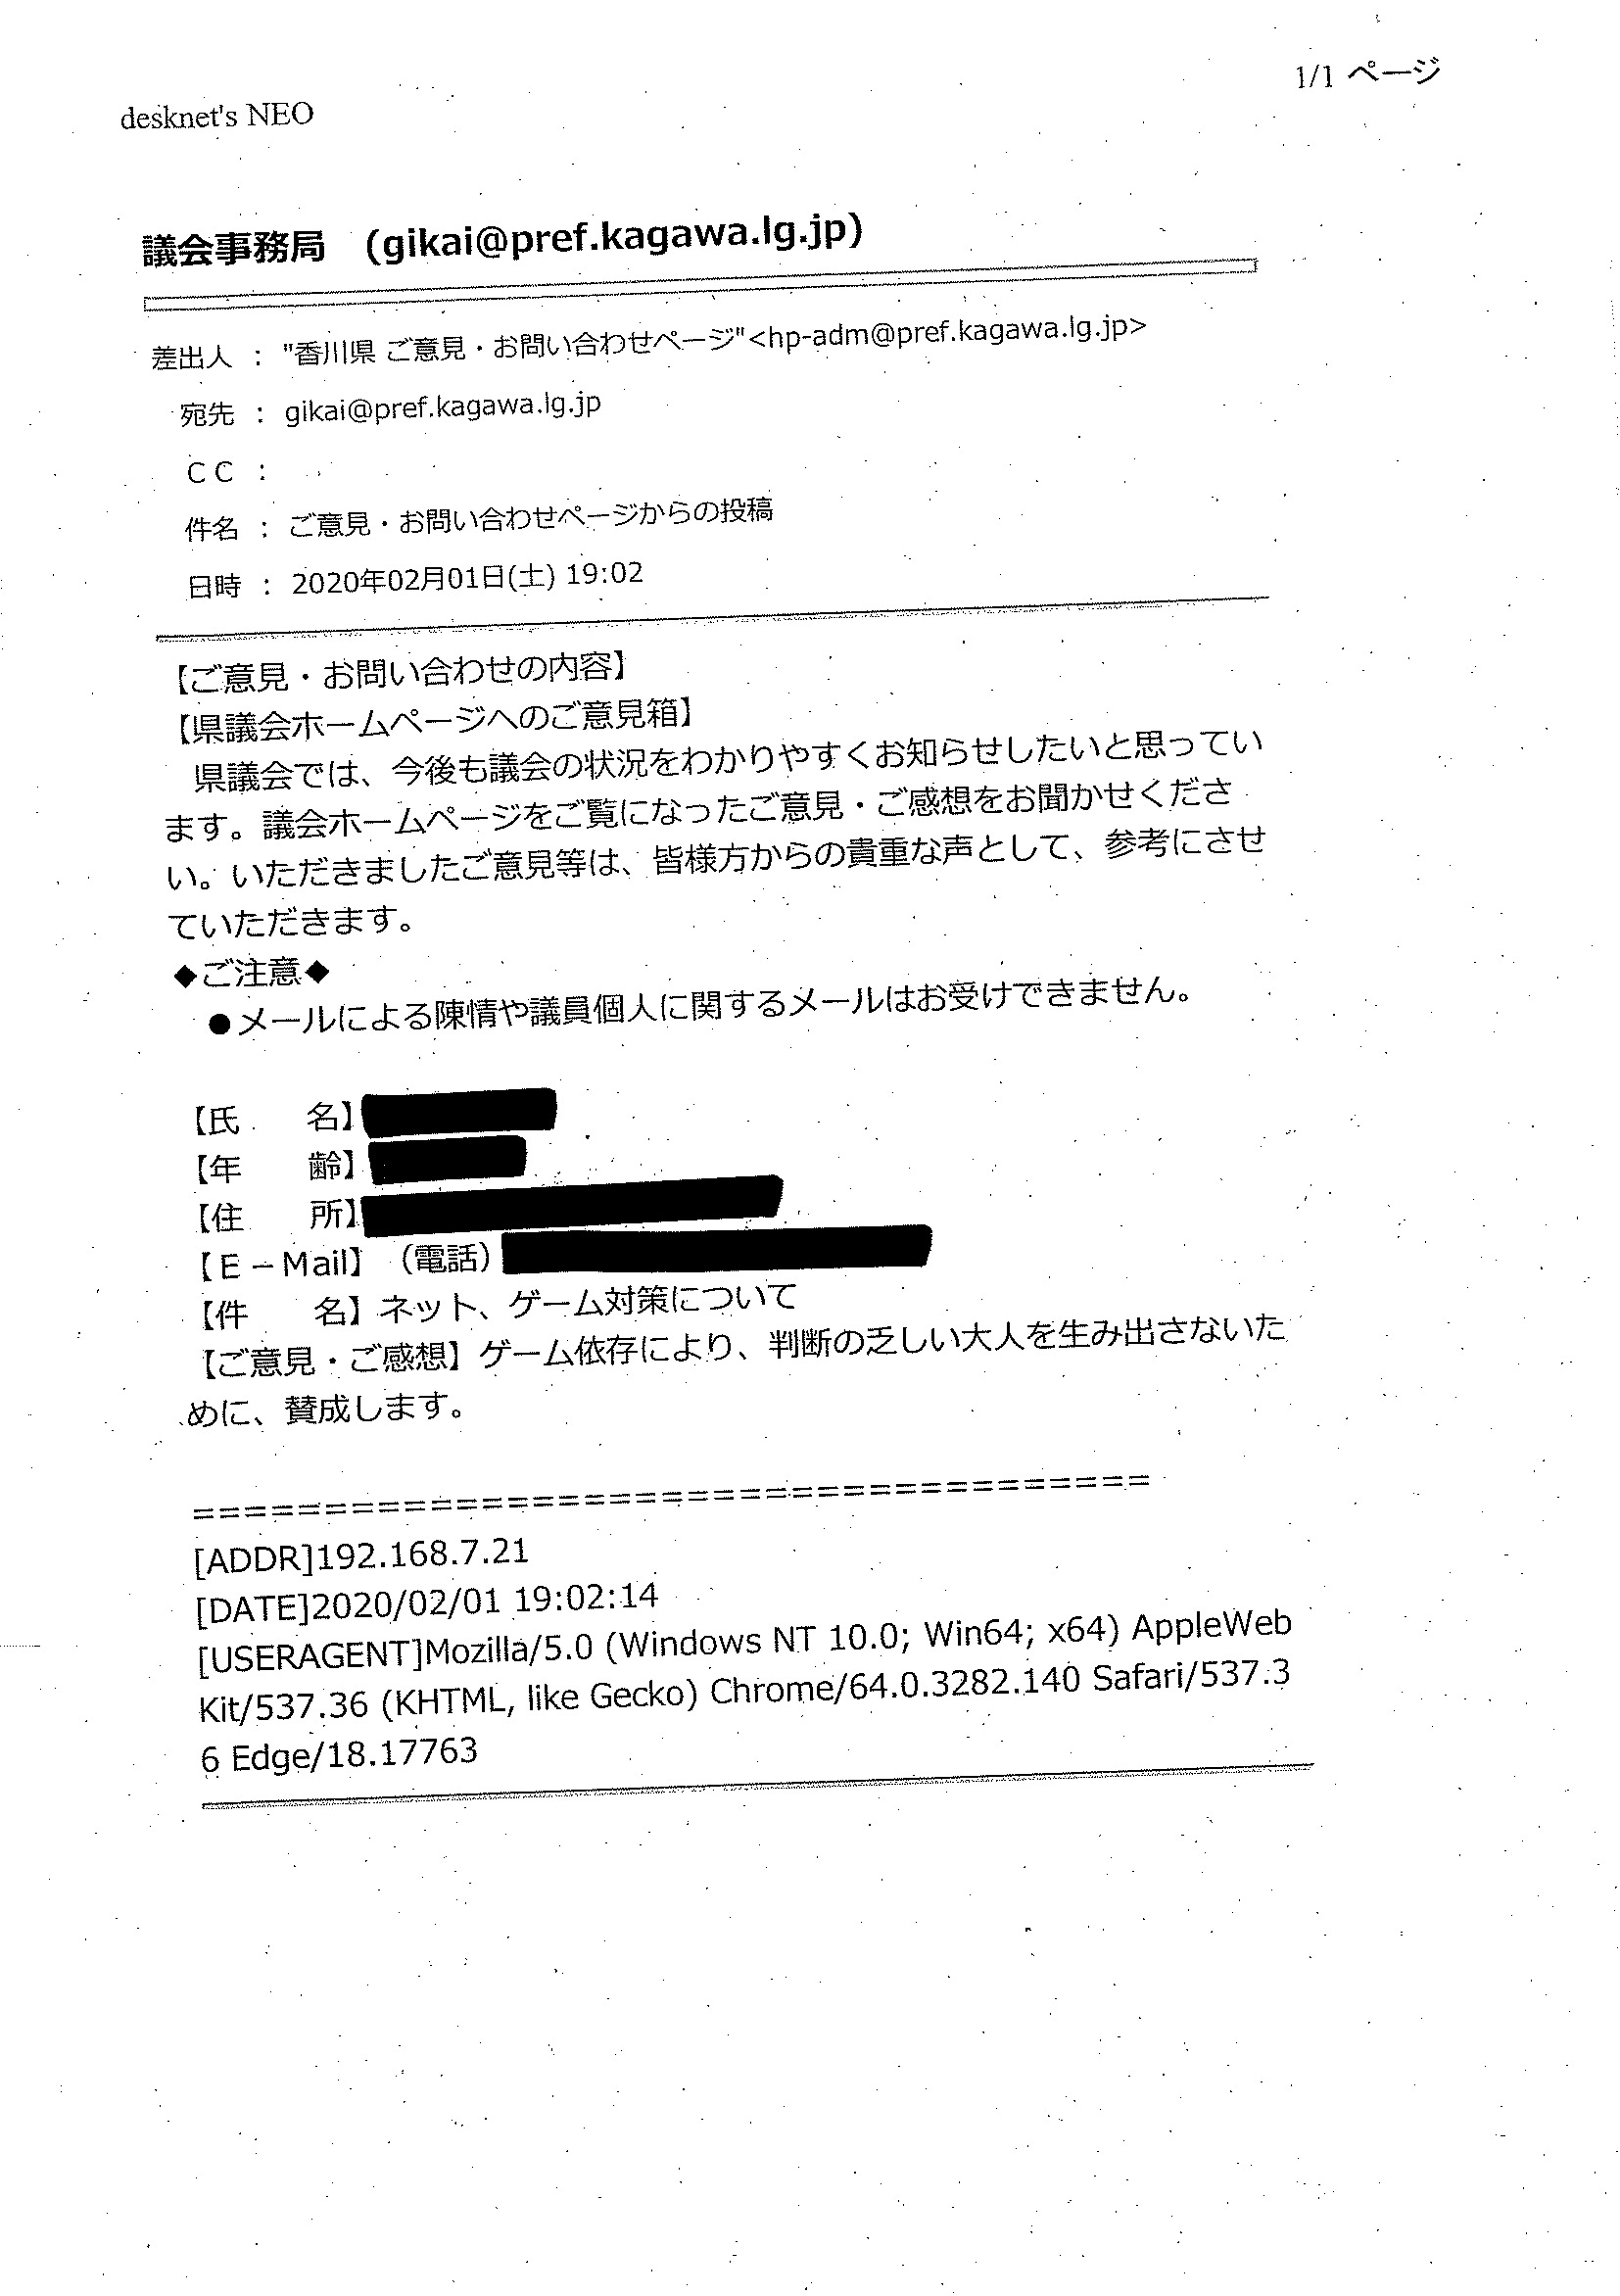 1/1 ページ
desknet's NEO
議会事務局 (gikai@pref.kagawa.lg.jp)
差出人 : "香川県 ご意見・お問い合わせページ"<hp-adm@pref.kagawa.lg.jp>
宛先 : gikai@pref.kagawa.lg.jp
CC :
件名 : ご意見・お問い合わせページからの投稿
日時 : 2020年02月01日(土) 19:02
【ご意見・お問い合わせの内容】
【県議会ホームページへのご意見箱】
県議会では、今後も議会の状況をわかりやすくお知らせしたいと思ってい
ます。議会ホームページをご覧になったご意見・ご感想をお聞かせくださ
い。いただきましたご意見等は、皆様方からの貴重な声として、参考にさせ
ていただきます。
◆ご注意◆
●メールによる陳情や議員個人に関するメールはお受けできません。
【氏　　名】
【年　　齢】
【住　　所】
【E－Mail】（電話）
【件　　名】ネット、ゲーム対策について
【ご意見・ご感想】ゲーム依存により、判断の乏しい大人を生み出さないた
めに、賛成します。
=====================================
[ADDR]192.168.7.21
[DATE]2020/02/01 19:02:14
[USERAGENT]Mozilla/5.0 (Windows NT 10.0; Win64; x64) AppleWeb
Kit/537.36 (KHTML, like Gecko) Chrome/64.0.3282.140 Safari/537.3
6 Edge/18.17763